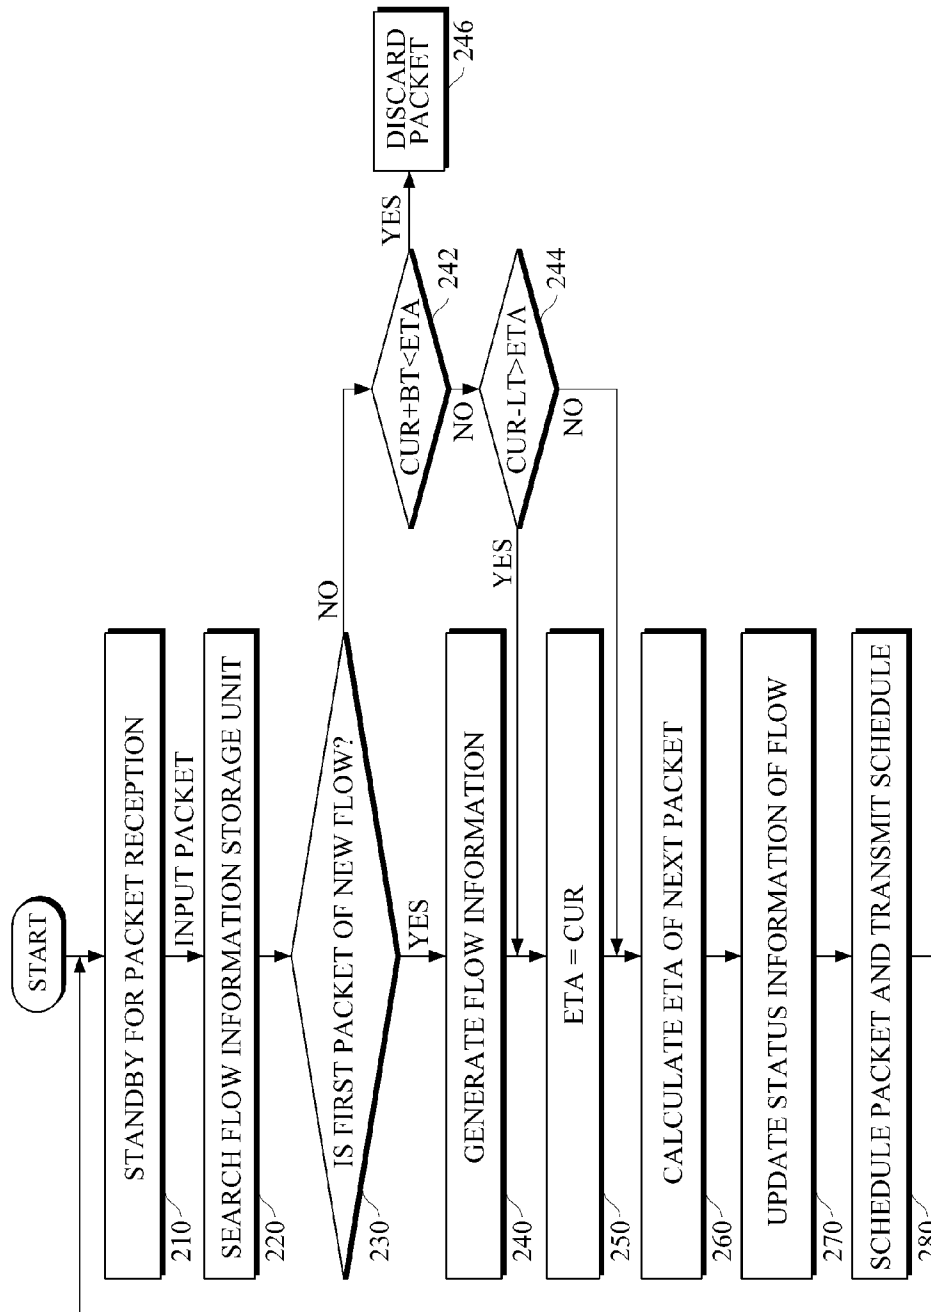 START
STANDBY FOR PACKET RECEPTION
210
INPUT PACKET
SEARCH FLOW INFORMATION STORAGE UNIT
220
IS FIRST PACKET OF NEW FLOW?
230
NO
YES
CUR+BT<ETA
242
YES
DISCARD
PACKET
246
NO
CUR-LT>ETA
244
YES
NO
GENERATE FLOW INFORMATION
240
ETA = CUR
250
CALCULATE ETA OF NEXT PACKET
260
UPDATE STATUS INFORMATION OF FLOW
270
SCHEDULE PACKET AND TRANSMIT SCHEDULE
280